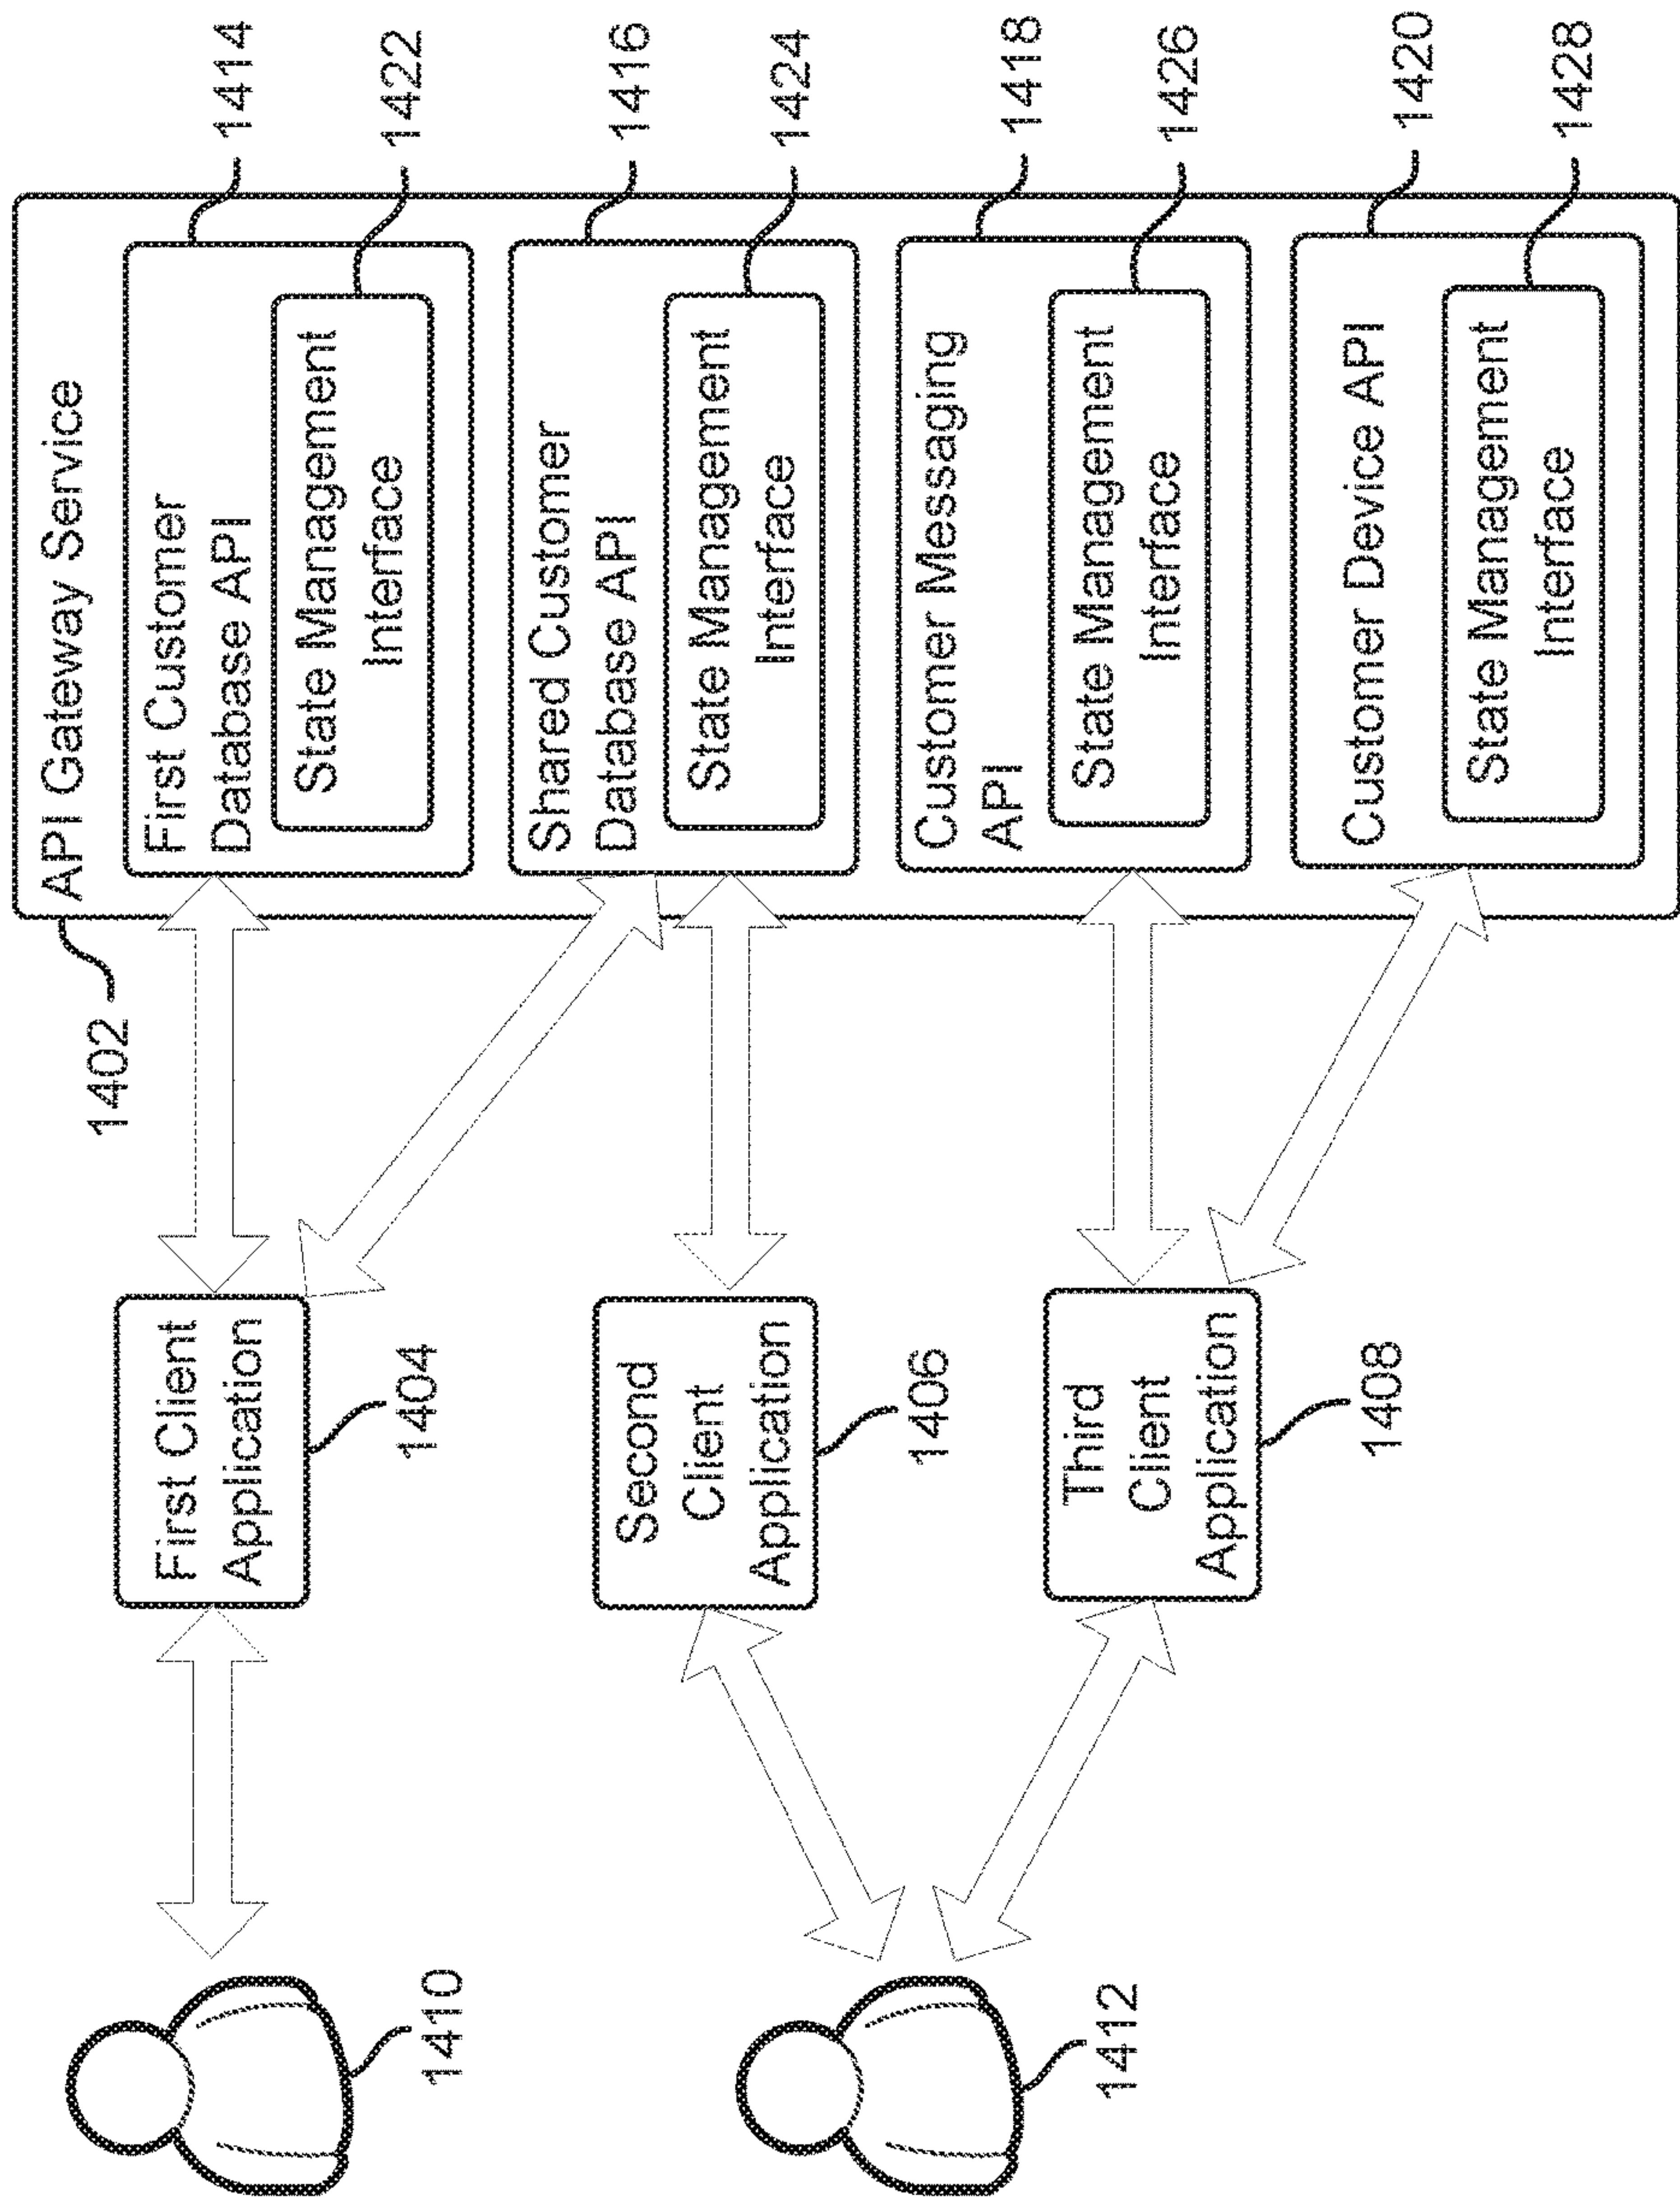 API Gateway Service
1402
First Customer
Database API
1414
State Management
Interface
1422
Shared Customer
Database API
1416
State Management
Interface
1424
Customer Messaging
API
1418
State Management
Interface
1426
Customer Device API
1420
State Management
Interface
1428
First Client
Application
1404
Second
Client
Application
1406
Third
Client
Application
1408
1410
1412